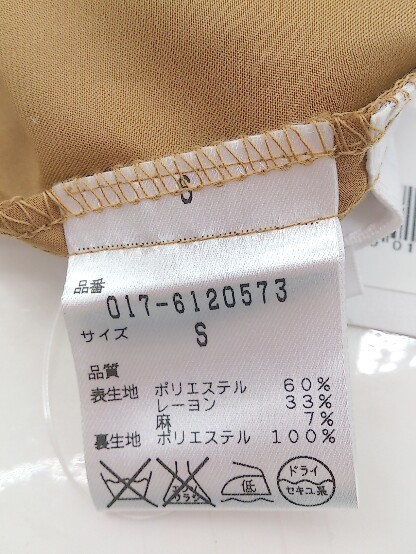 S
品番
017-6120573
サイズ S
品質
表生地 ポリエステル 60%
レーヨン 33%
麻 7%
裏生地 ポリエステル 100%
低
ドライ
セキユ系